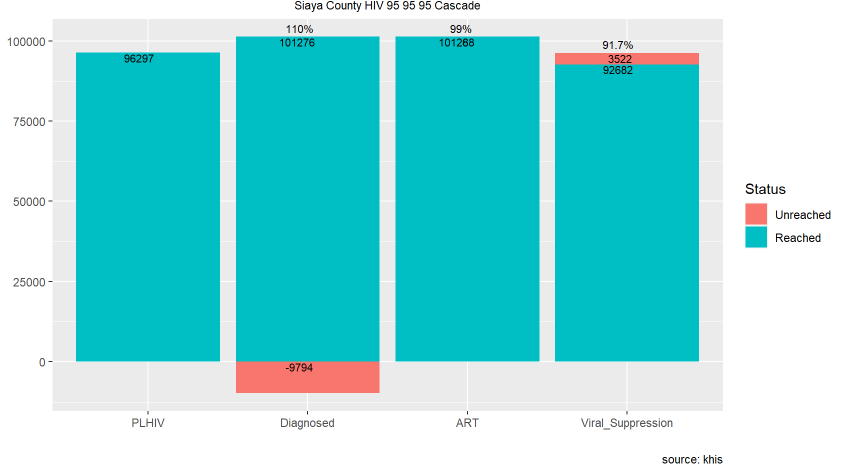 Siaya County HIV 95 95 95 Cascade
110%
99%
91.7%
100000
75000
50000
25000
0
96297
101276
101268
3522
92682
-9794
PLHIV
Diagnosed
ART
Viral_Suppression
Status
Unreached
Reached
source: khis